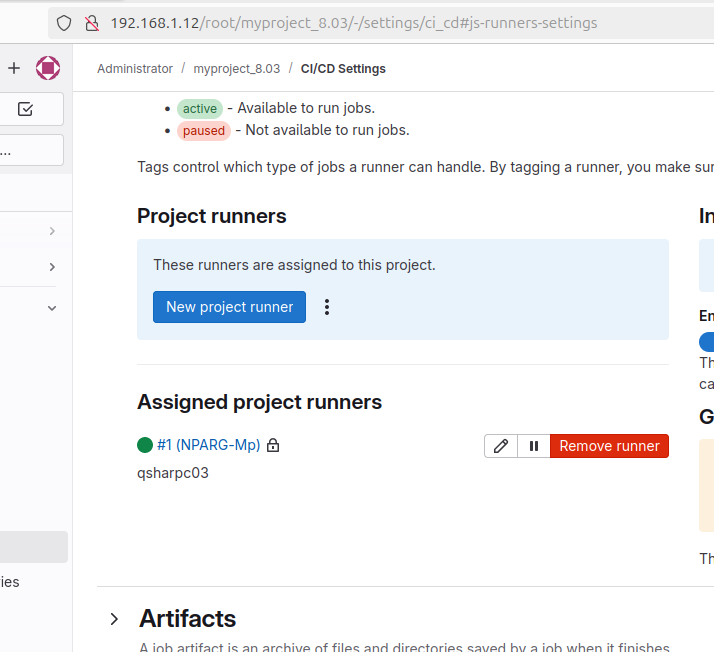 192.168.1.12/root/myproject_8.03/-/settings/ci_cd#js-runners-settings
Administrator / myproject_8.03 / CI/CD Settings
active - Available to run jobs.
paused - Not available to run jobs.
Tags control which type of jobs a runner can handle. By tagging a runner, you make sur
Project runners
These runners are assigned to this project.
New project runner
Assigned project runners
#1 (NPARG-Mp)
Remove runner
qsharpc03
Artifacts
A job artifact is an archive of files and directories saved by a job when it finishes.
...
ies
In
En
Th
ca
G
Th